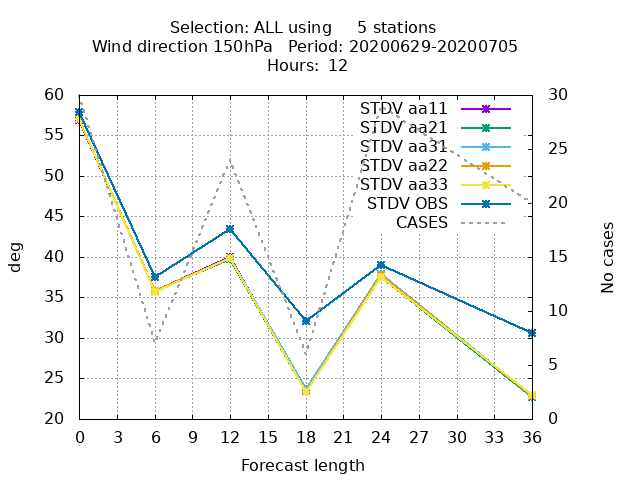 Selection: ALL using     5 stations
Wind direction 150hPa   Period: 20200629-20200705
Hours: 12
60
55
50
45
40
35
30
25
20
30
25
20
15
10
5
0
deg
No cases
STDV aa11
STDV aa21
STDV aa31
STDV aa22
STDV aa33
STDV OBS
CASES
0 3 6 9 12 15 18 21 24 27 30 33 36
Forecast length